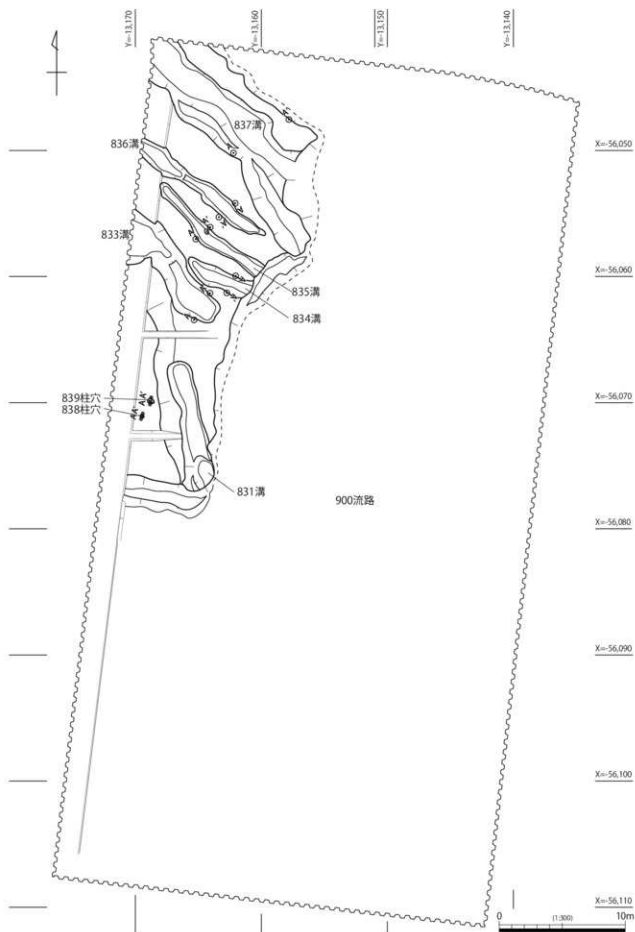 Y=-13,170
Y=-13,160
Y=-13,150
Y=-13,140
837溝
A'
X=-56,050
836溝
A
A'
A'
A
A
833溝
A
X=-56,060
835溝
A'
A'
834溝
A
839柱穴
A A'
X=-56,070
838柱穴
A A'
831溝
900流路
X=-56,080
X=-56,090
X=-56,100
X=-56,110
0
(1:300)
10m